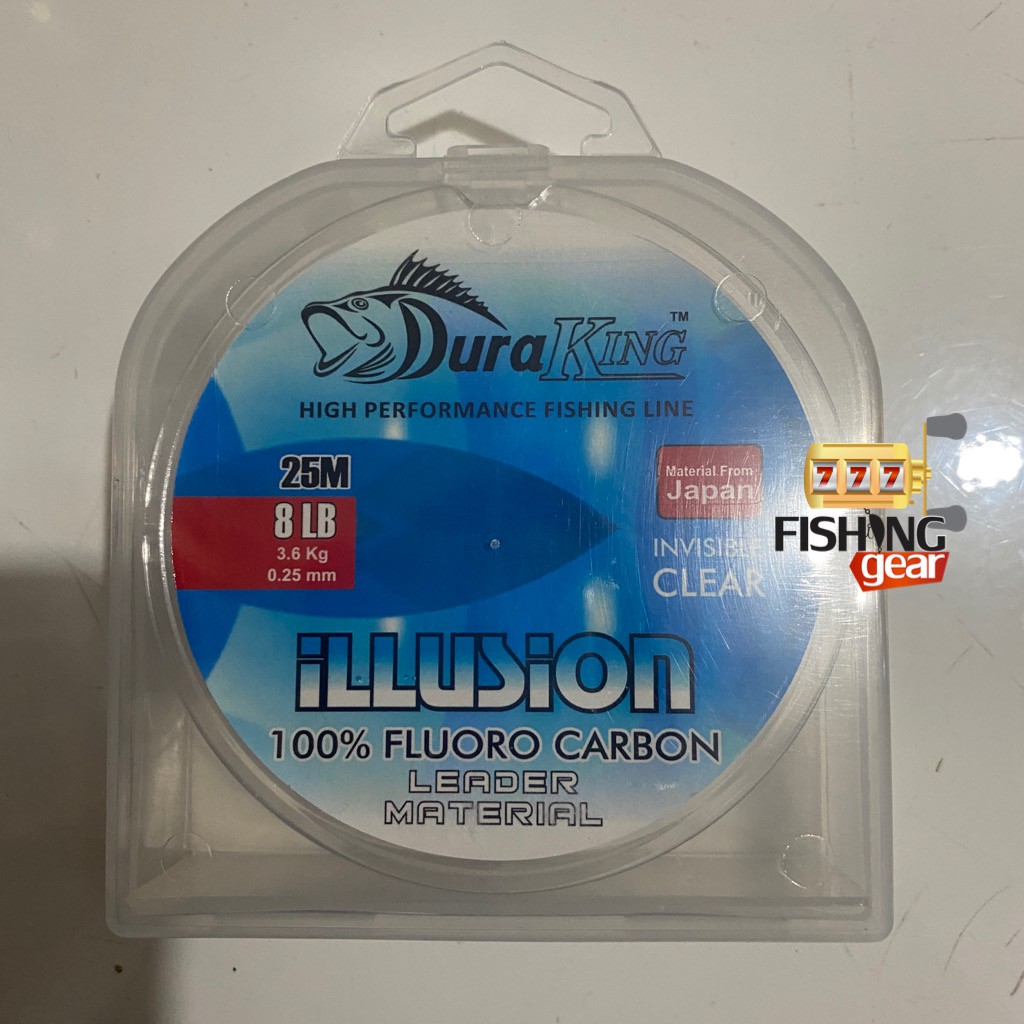 DuraKING™
HIGH PERFORMANCE FISHING LINE
25M
8 LB
3.6 Kg
0.25 mm
Material From
Japan
INVISIBLE
CLEAR
777
FISHING
gear
iLLUSiOn
100% FLUORO CARBON
LEADER
MATERIAL